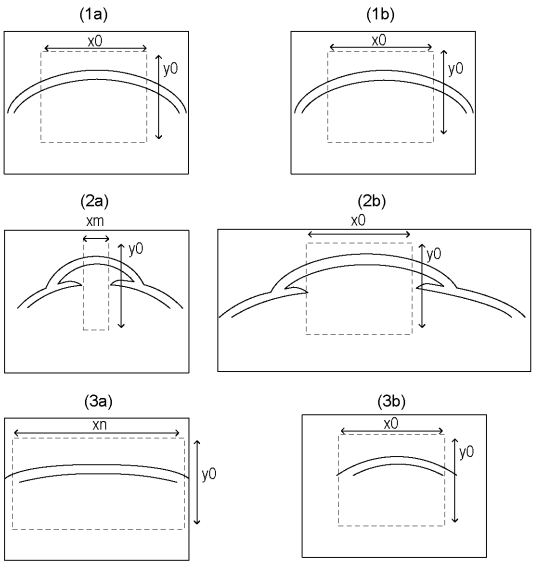 (1a) (1b)
x0 x0
y0 y0
(2a) (2b)
xm x0
y0 y0
(3a) (3b)
xn x0
y0 y0